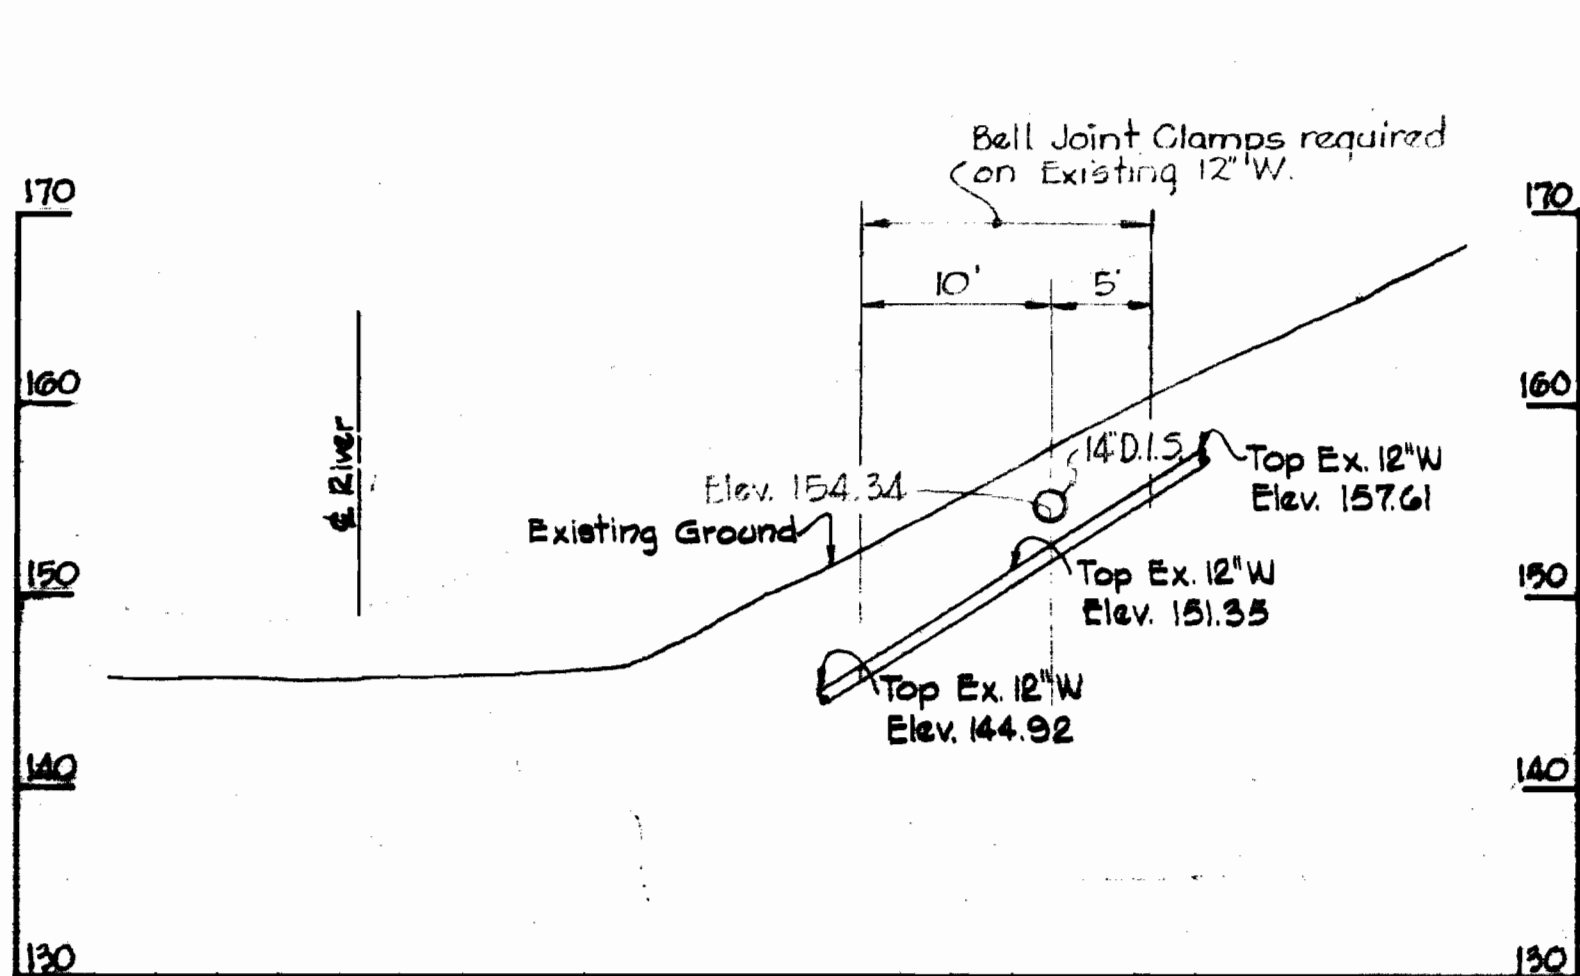 Bell Joint Clamps required
on Existing 12"W.
170
170
10'
5'
160
160
℄ River
14"D.I.S.
Top Ex. 12"W
Elev. 157.61
Elev. 154.34
Existing Ground
150
150
Top Ex. 12"W
Elev. 151.35
Top Ex. 12"W
Elev. 144.92
140
140
130
130